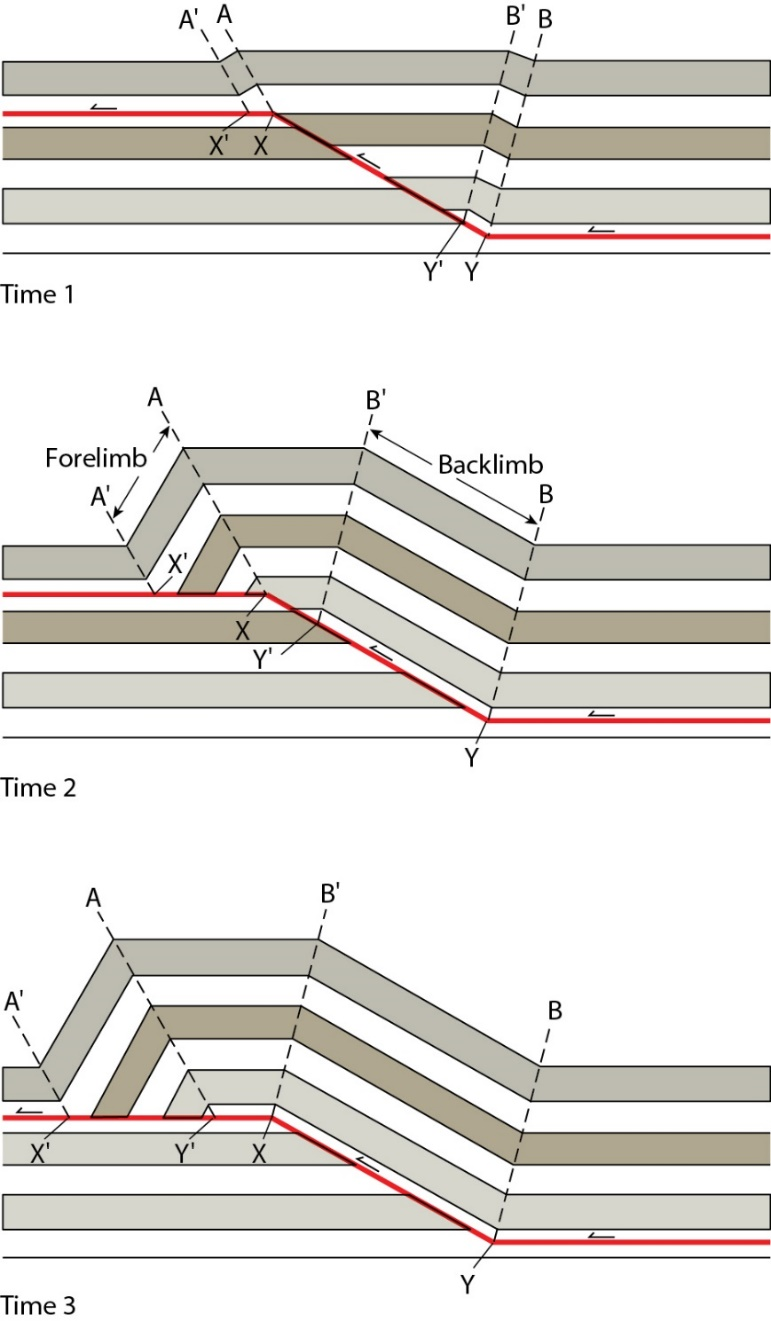 A' A B' B
X' X
Y' Y
Time 1
A B'
Forelimb Backlimb
A' B
X'
X
Y'
Y
Time 2
A B'
A' B
X' Y' X
Y
Time 3